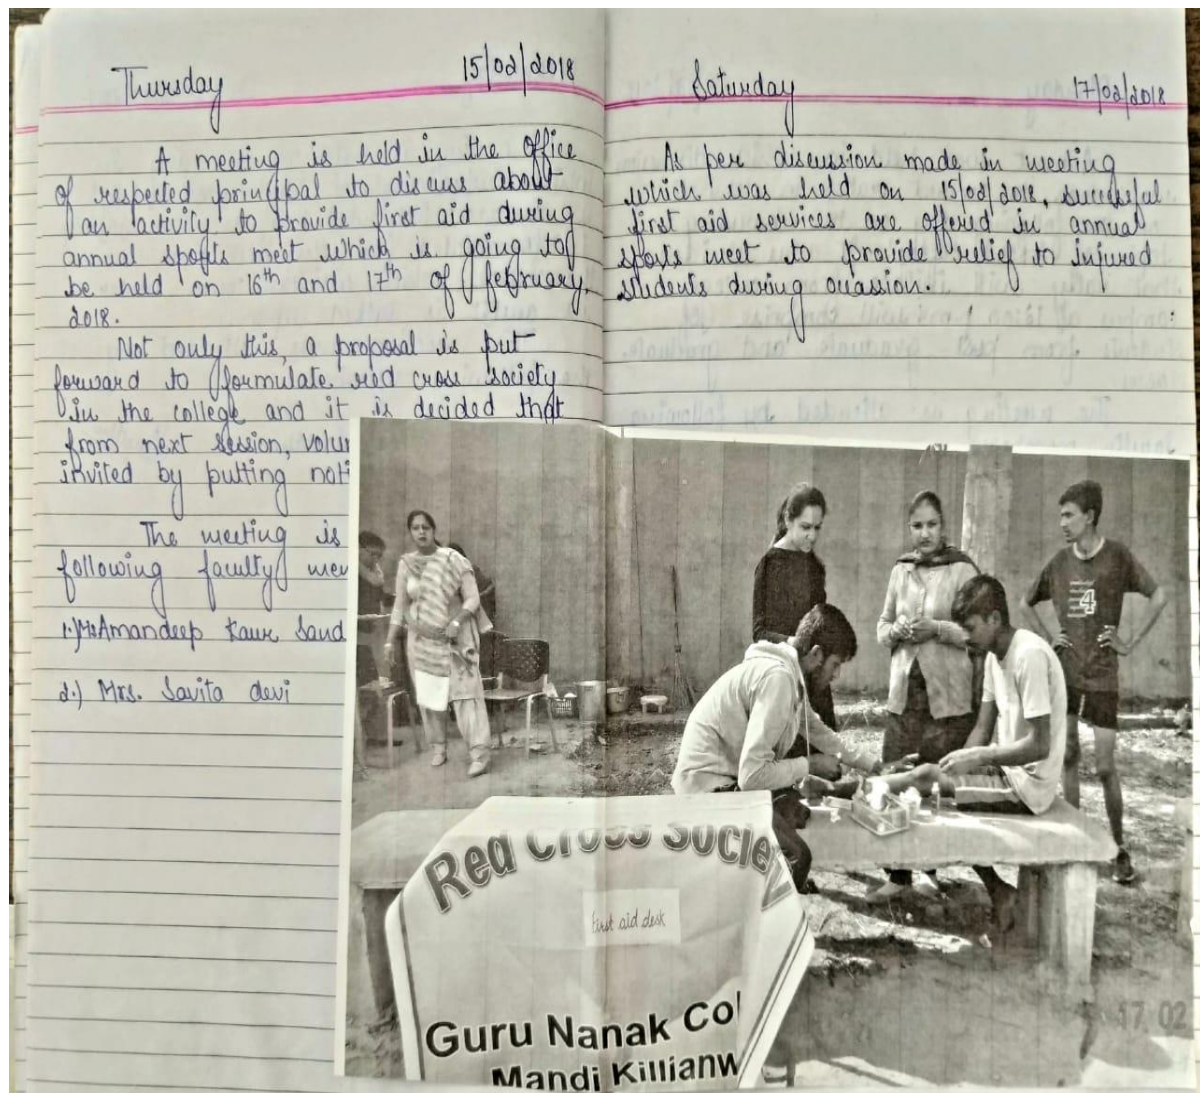 Thursday 15/02/2018
A meeting is held in the office
of respected principal to discuss about
an activity to provide first aid during
annual sports meet which is going to
be held on 16th and 17th of february,
2018.
Not only this, a proposal is put
forward to formulate red cross society
in the college and it is decided that
from next session,
invited by putting
The meeting is
following faculty
1.) Ms Amandeep Kaur
2.) Mrs. Savita devi
Saturday 17/02/2018
As per discussion made in meeting
which was held on 15/02/2018, successful
first aid services are offered in annual
sports meet to provide relief to injured
students during ouassion.
4
Red Cross Societ
First aid desk
Guru Nanak Col
Mandi Killianw
17 02